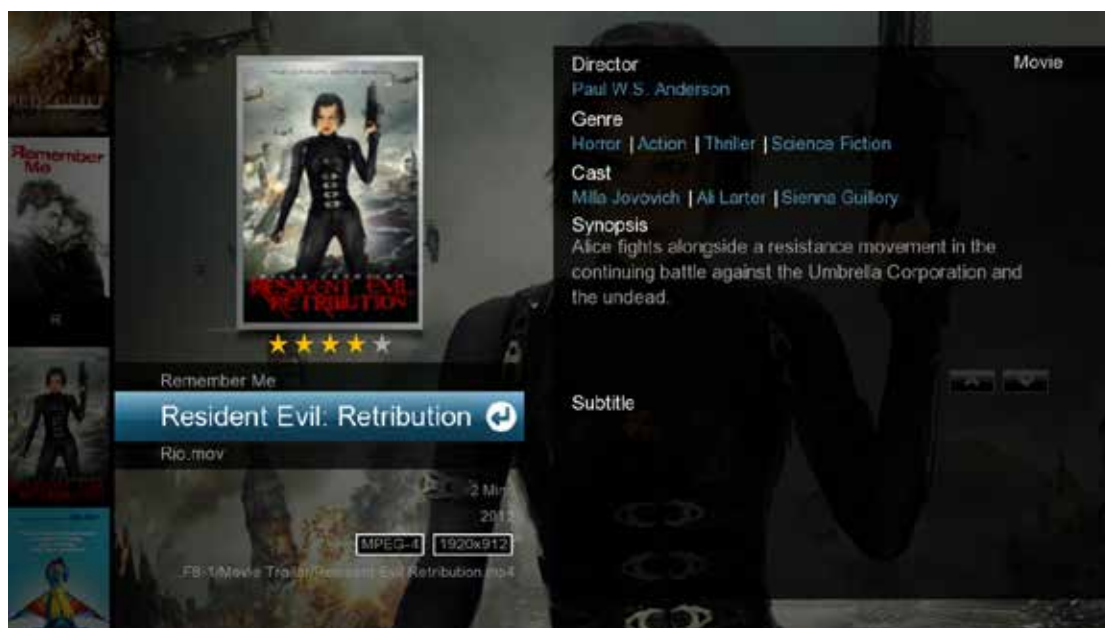 Remember
Me
R
RESIDENT EVIL
RETRIBUTION
Remember Me
Resident Evil: Retribution
Rio.mov
2 Min
2012
MPEG-4 1920x912
Director
Movie
Paul W.S. Anderson
Genre
Horror | Action | Thriller | Science Fiction
Cast
Milla Jovovich | Ali Larter | Sienna Guillory
Synopsis
Alice fights alongside a resistance movement in the
continuing battle against the Umbrella Corporation and
the undead.
Subtitle